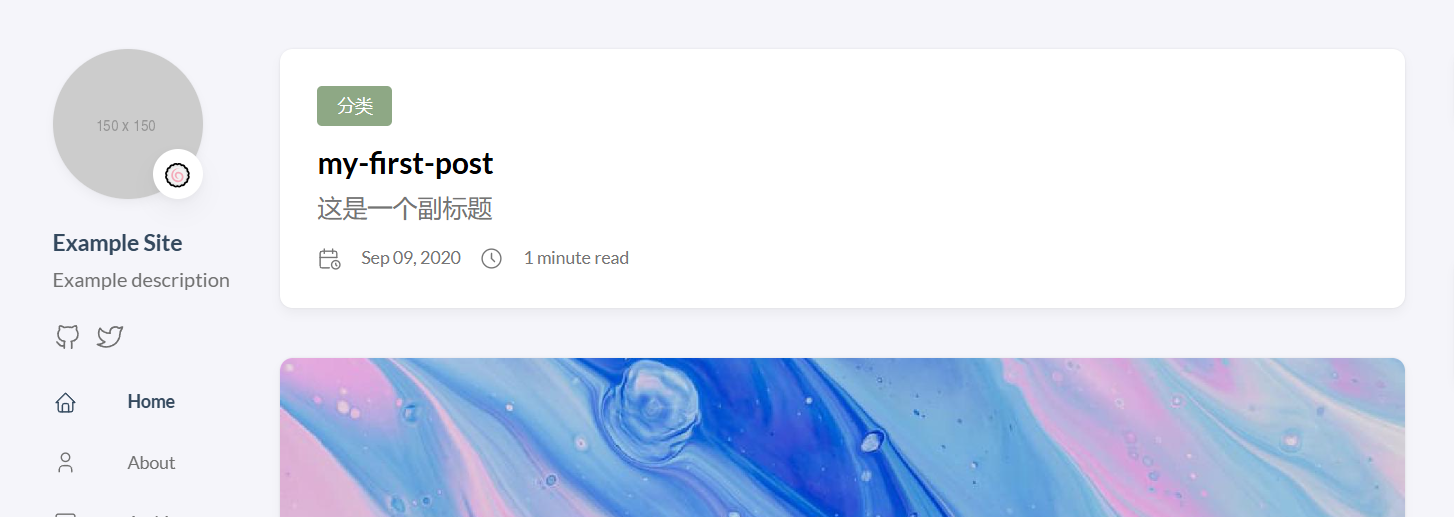 150 x 150
Example Site
Example description
Home
About
分类
my-first-post
这是一个副标题
Sep 09, 2020
1 minute read